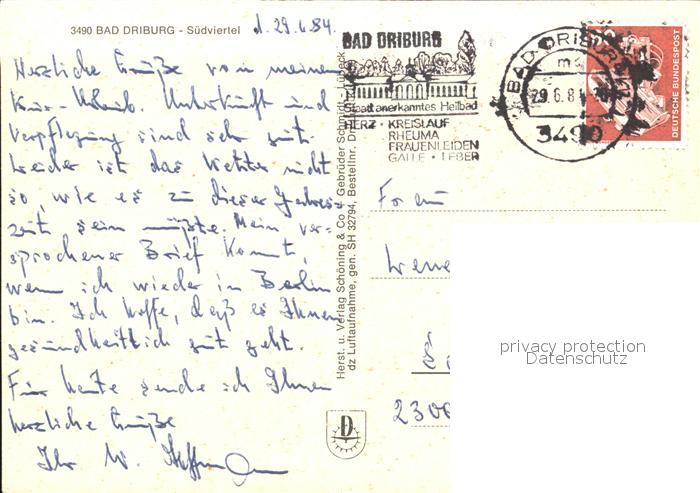 3490 BAD DRIBURG - Südviertel
d. 29.6.84.
Herzliche Grüße von meinem
Kur-Urlaub. Unterkunft und
Verpflegung sind sehr gut.
Leider ist das Wetter nicht
so, wie es zu dieser Jahres-
zeit sein müßte. Mein ver-
sprochener Brief kommt,
wenn ich wieder in Berlin
bin. Ich hoffe, daß es Ihnen
gesundheitlich gut geht.
Für heute sende ich Ihnen
herzliche Grüße
Ihr W.
Herst. u. Verlag Schöning & Co + Gebrüder Schmidt, Lübeck
dz Luftaufnahme, gen. SH 32794, Bestellnr.
D
BAD DRIBURG
Staatl anerkanntes Heilbad
HERZ · KREISLAUF
RHEUMA
FRAUENLEIDEN
GALLE · LEBER
BAD DRIBURG
ma
29.6.84
3490
DEUTSCHE BUNDESPOST
Frau
2300
privacy protection
Datenschutz